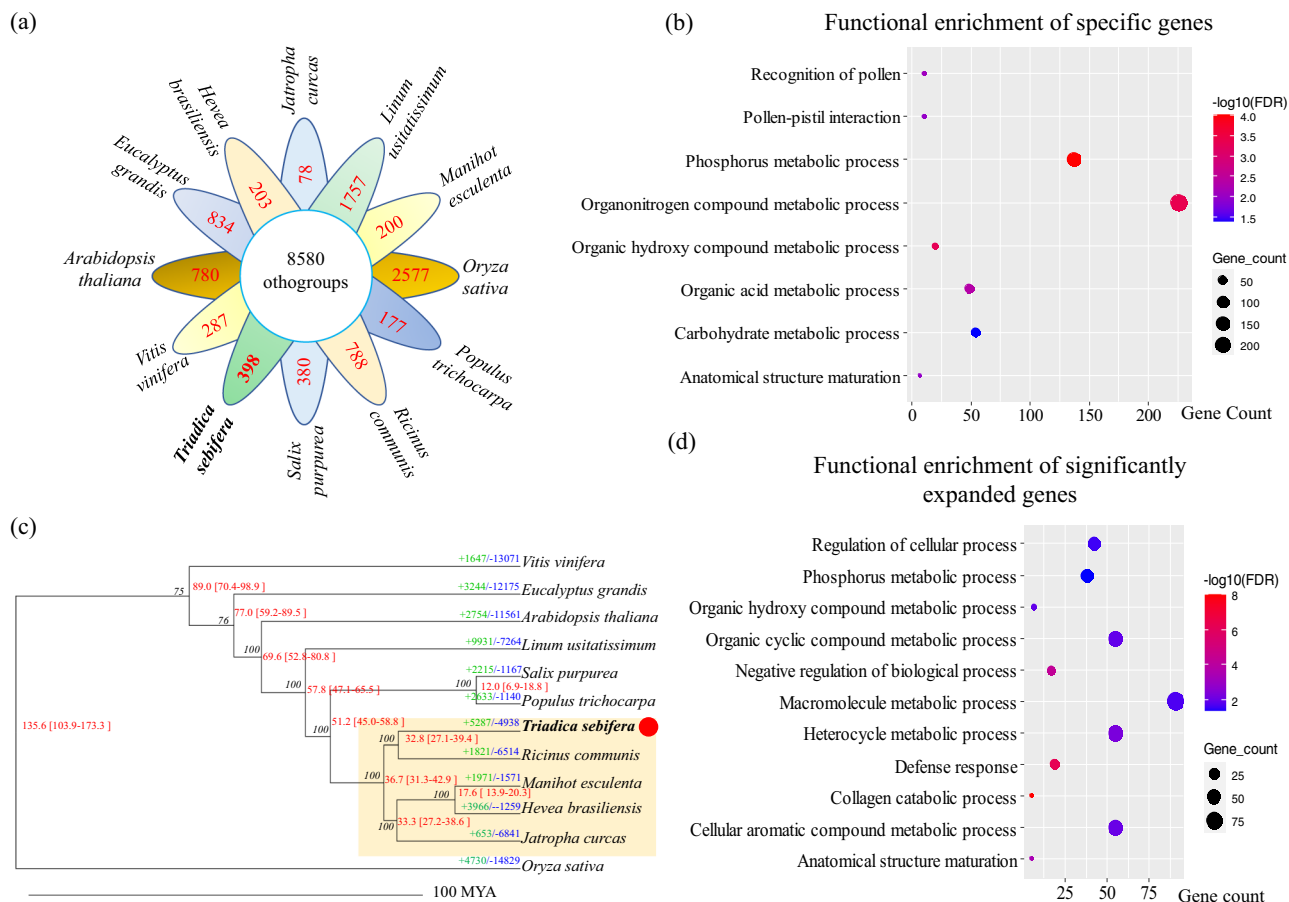 (a)
Jatropha
curcas
Hevea
brasiliensis
Linum
usitatissimum
Eucalyptus
grandis
Manihot
esculenta
Arabidopsis
thaliana
Oryza
sativa
Vitis
vinifera
Populus
trichocarpa
Triadica
sebifera
Salix
purpurea
Ricinus
communis
78
203
1757
834
200
780
8580
othogroups
2577
287
177
398
380
788
(b)
Functional enrichment of specific genes
Recognition of pollen
Pollen-pistil interaction
Phosphorus metabolic process
Organonitrogen compound metabolic process
Organic hydroxy compound metabolic process
Organic acid metabolic process
Carbohydrate metabolic process
Anatomical structure maturation
0 50 100 150 200 Gene Count
-log10(FDR)
4.0
3.5
3.0
2.5
2.0
1.5
Gene_count
50
100
150
200
(c)
+1647/-13071 Vitis vinifera
75 89.0 [70.4-98.9 ]
+3244/-12175 Eucalyptus grandis
76 77.0 [59.2-89.5 ]
+2754/-11561 Arabidopsis thaliana
100 69.6 [52.8-80.8 ]
+9931/-7264 Linum usitatissimum
100 57.8 [47.1-65.5 ]
+2215/-1167 Salix purpurea
100 12.0 [6.9-18.8 ]
+2633/-1140 Populus trichocarpa
100 51.2 [45.0-58.8 ]
+5287/-4938 Triadica sebifera
135.6 [103.9-173.3 ]
100 32.8 [27.1-39.4 ]
+1821/-6514 Ricinus communis
100 36.7 [31.3-42.9 ]
+1971/-1571 Manihot esculenta
100 17.6 [ 13.9-20.3]
+3966/--1259 Hevea brasiliensis
100 33.3 [27.2-38.6 ]
+653/-6841 Jatropha curcas
+4730/-14829 Oryza sativa
100 MYA
(d)
Functional enrichment of significantly
expanded genes
Regulation of cellular process
Phosphorus metabolic process
Organic hydroxy compound metabolic process
Organic cyclic compound metabolic process
Negative regulation of biological process
Macromolecule metabolic process
Heterocycle metabolic process
Defense response
Collagen catabolic process
Cellular aromatic compound metabolic process
Anatomical structure maturation
25 50 75 Gene count
-log10(FDR)
8
6
4
2
Gene_count
25
50
75